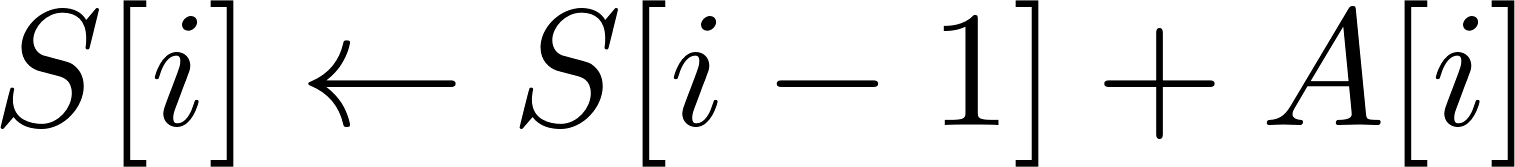 S[i] ← S[i − 1] + A[i]